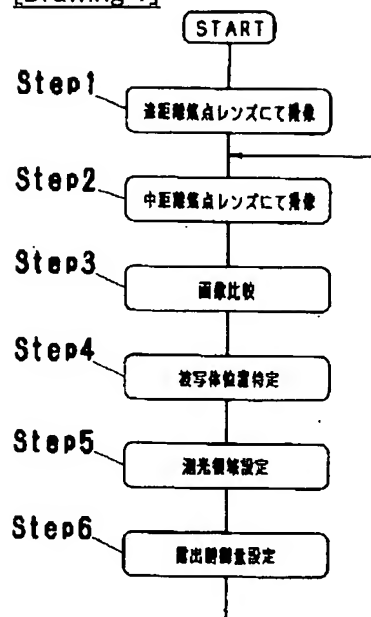 START
Step1
遠距離焦点レンズにて撮像
Step2
中距離焦点レンズにて撮像
Step3
画像比較
Step4
被写体位置特定
Step5
測光領域設定
Step6
露出制御量設定